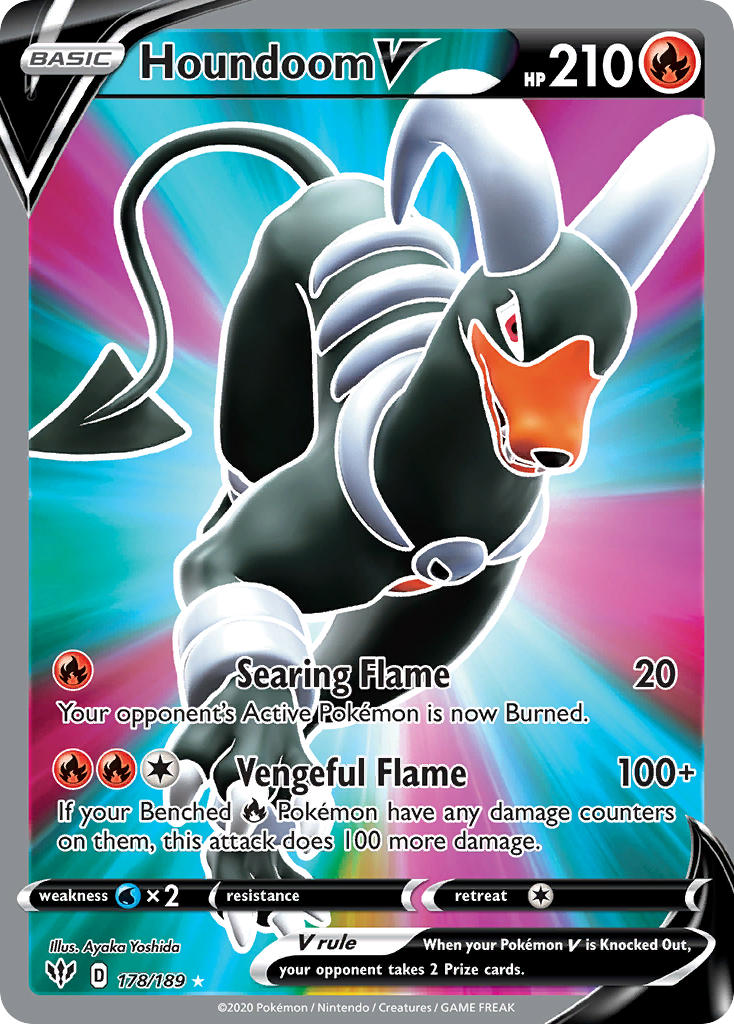 BASIC Houndoom V HP 210
Searing Flame 20
Your opponent's Active Pokémon is now Burned.
Vengeful Flame 100+
If your Benched Pokémon have any damage counters
on them, this attack does 100 more damage.
weakness ×2 resistance retreat
Illus. Ayaka Yoshida
V rule When your Pokémon V is Knocked Out,
your opponent takes 2 Prize cards.
D 178/189
©2020 Pokémon / Nintendo / Creatures / GAME FREAK